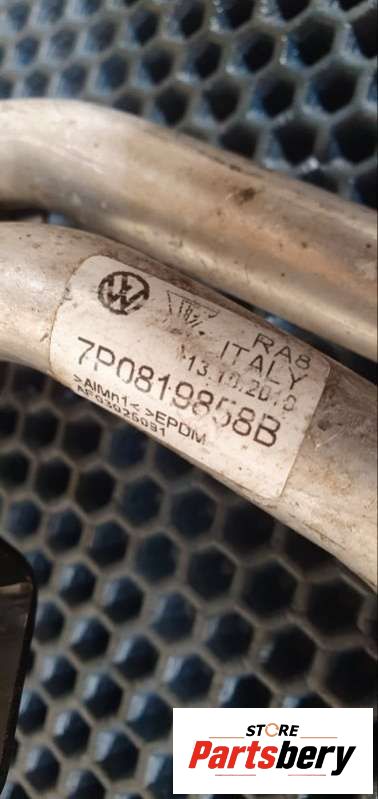 RA8
ITALY
13.10.2010
7P0819858B
>AlMn1< >EPDM
STORE
Partsbery